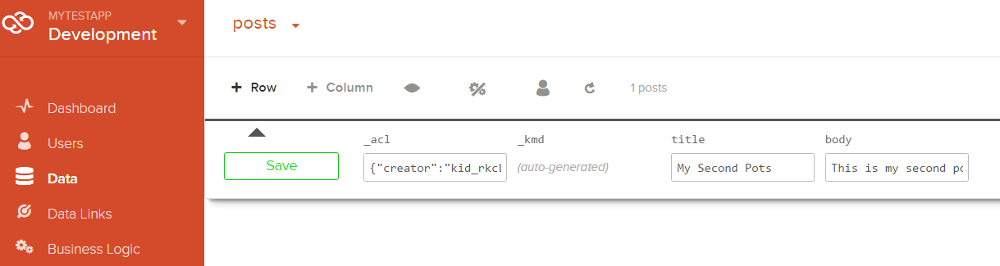 MYTESTAPP
Development
Dashboard
Users
Data
Data Links
Business Logic
posts
+ Row + Column 1 posts
_acl _kmd title body
Save {"creator":"kid_rkcl (auto-generated) My Second Pots This is my second po